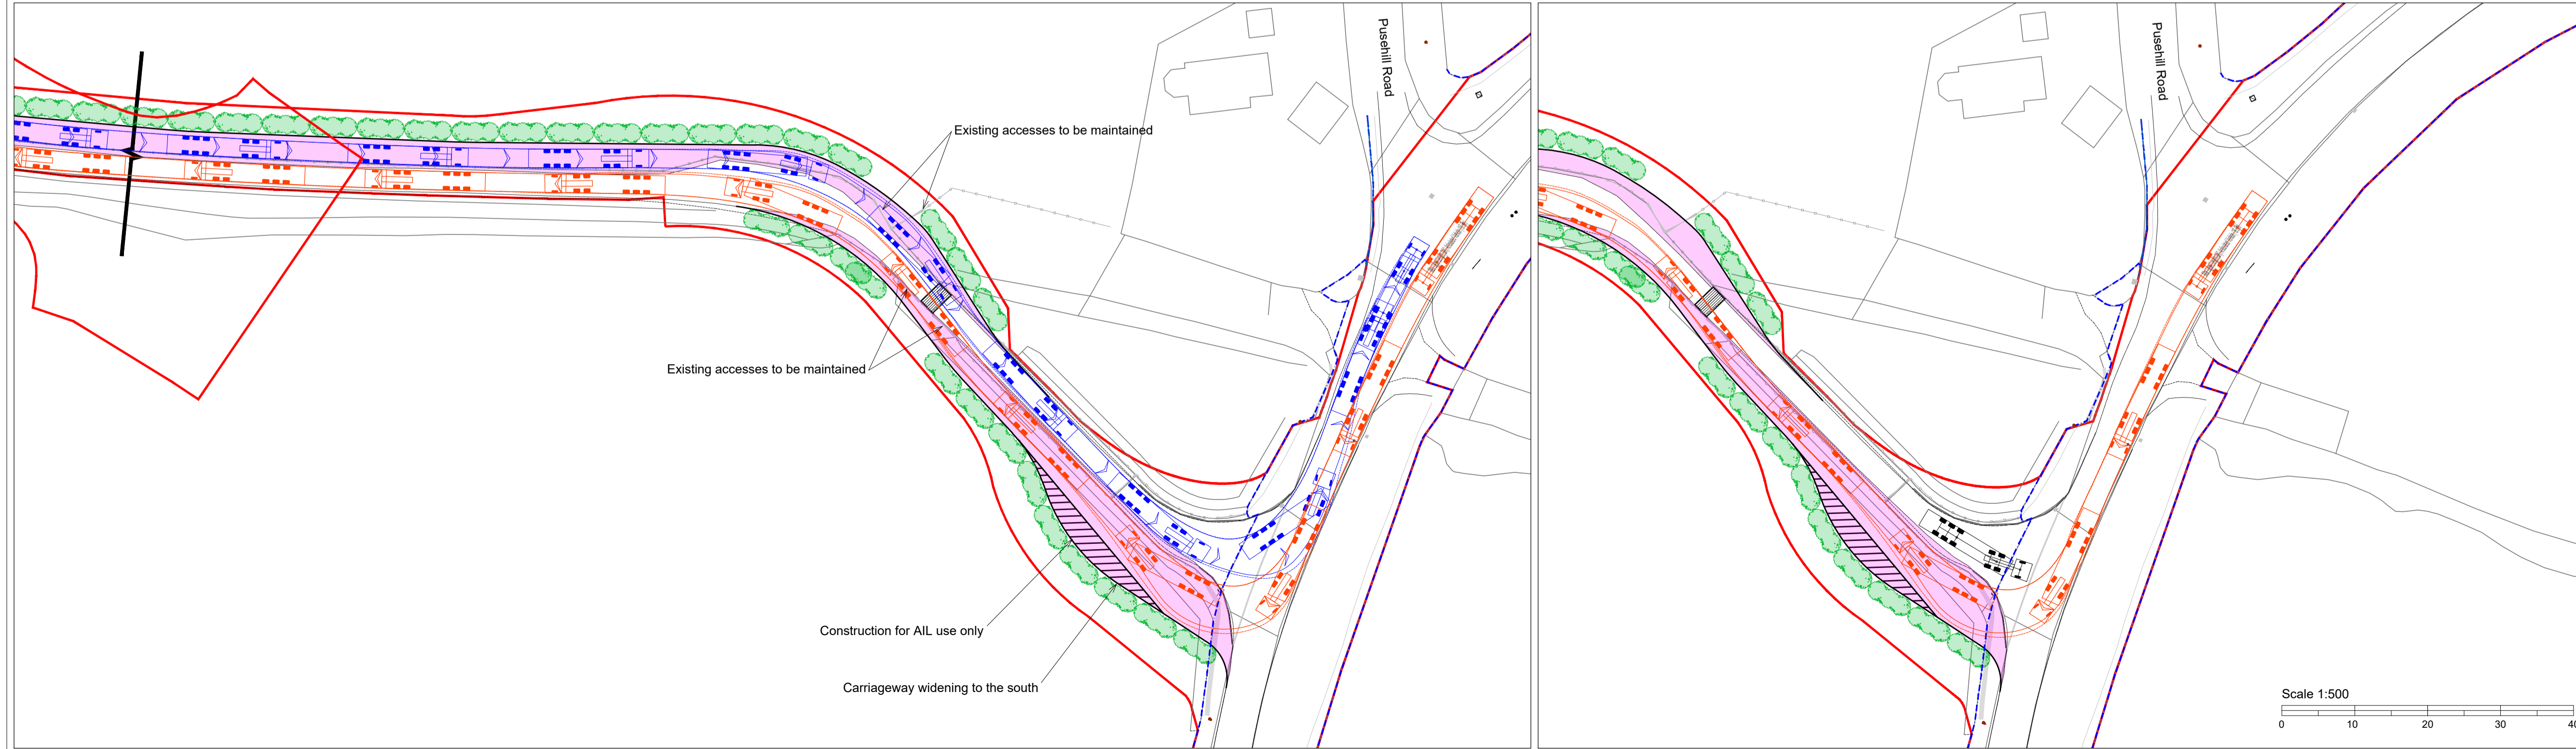 Pusehill Road
Existing accesses to be maintained
Existing accesses to be maintained
Construction for AIL use only
Carriageway widening to the south
Pusehill Road
Scale 1:500
0 10 20 30 40